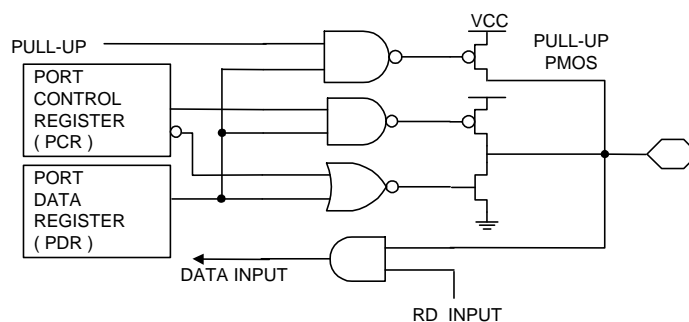 VCC
PULL-UP
PULL-UP
PMOS
PORT
CONTROL
REGISTER
( PCR )
PORT
DATA
REGISTER
( PDR )
DATA INPUT
RD INPUT